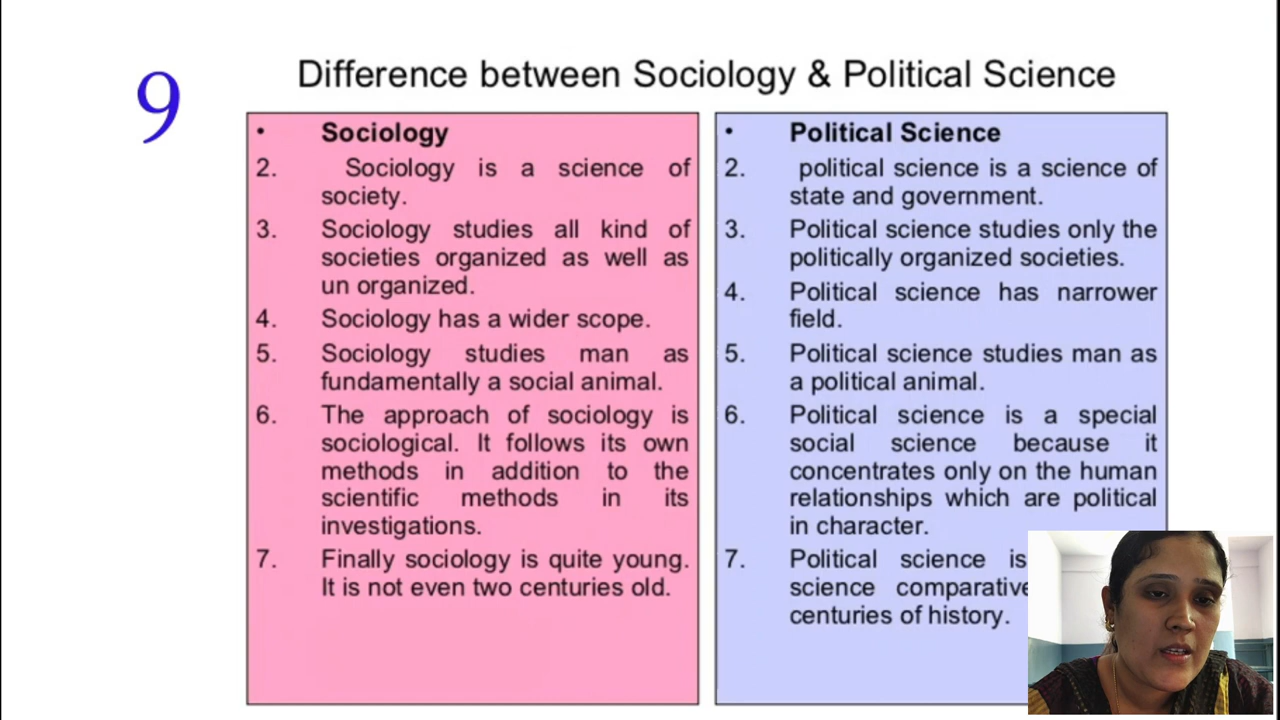 9
Difference between Sociology & Political Science
• Sociology
2. Sociology is a science of
society.
3. Sociology studies all kind of
societies organized as well as
un organized.
4. Sociology has a wider scope.
5. Sociology studies man as
fundamentally a social animal.
6. The approach of sociology is
sociological. It follows its own
methods in addition to the
scientific methods in its
investigations.
7. Finally sociology is quite young.
It is not even two centuries old.
• Political Science
2. political science is a science of
state and government.
3. Political science studies only the
politically organized societies.
4. Political science has narrower
field.
5. Political science studies man as
a political animal.
6. Political science is a special
social science because it
concentrates only on the human
relationships which are political
in character.
7. Political science is
science
centuries of history.